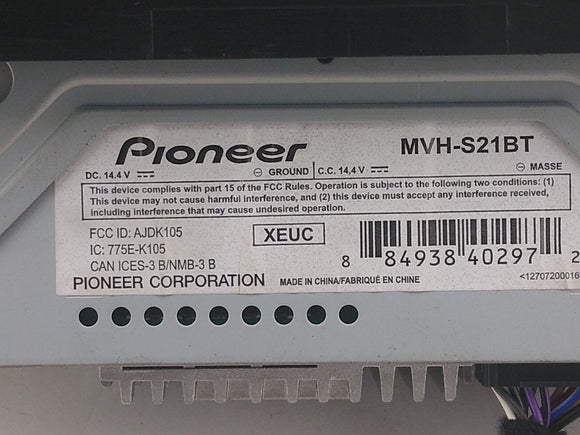 Pioneer MVH-S21BT
DC. 14.4 V ⊖ GROUND C.C. 14,4 V ⊖ MASSE
This device complies with part 15 of the FCC Rules. Operation is subject to the following two conditions: (1)
This device may not cause harmful interference, and (2) this device must accept any interference received,
including interference that may cause undesired operation.
FCC ID: AJDK105
IC: 775E-K105
CAN ICES-3 B/NMB-3 B
PIONEER CORPORATION
XEUC
MADE IN CHINA/FABRIQUÉ EN CHINE
8 84938 40297 2
<12707200016